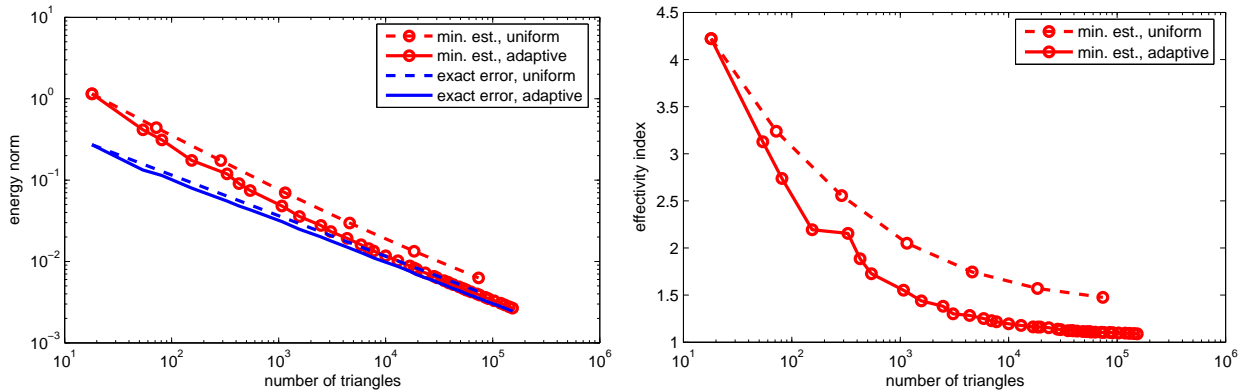 10^1
10^0
10^−1
10^−2
10^−3
energy norm
10^1 10^2 10^3 10^4 10^5 10^6
number of triangles
min. est., uniform
min. est., adaptive
exact error, uniform
exact error, adaptive
4.5
4
3.5
3
2.5
2
1.5
1
effectivity index
10^1 10^2 10^3 10^4 10^5 10^6
number of triangles
min. est., uniform
min. est., adaptive